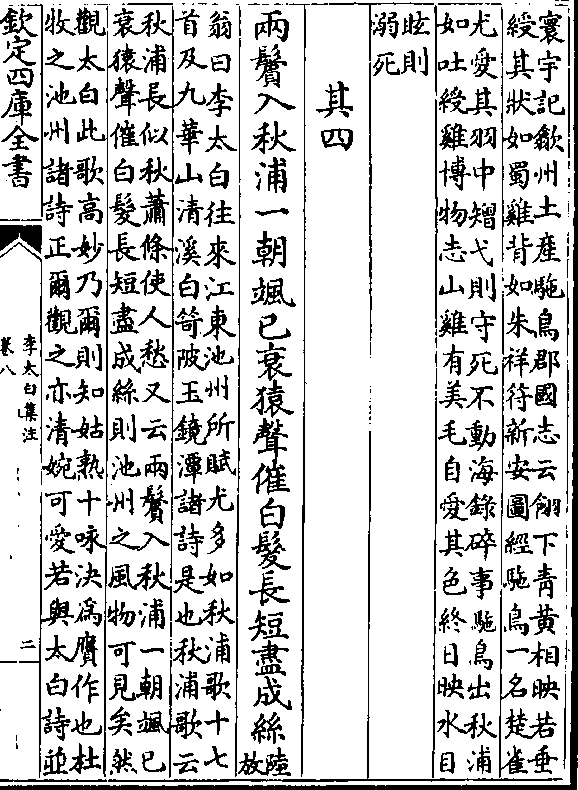 寰宇記歙州土産駞鳥郡國志云翎下青黄相映若垂
綬其狀如蜀雞背如朱祥符新安圖經駞鳥一名楚雀
尤愛其羽中矰弋則守死不動海錄碎事駞鳥出秋浦
如吐綬雞博物志山雞有美毛自愛其色終日映水目
眩則
溺死
其四
兩鬢入秋浦一朝颯已衰猿聲催白髮長短盡成絲陸放
翁曰李太白往來江東池州所賦尤多如秋浦歌十七
首及九華山清溪白笴陂玉鏡潭諸詩是也秋浦歌云
秋浦長似秋蕭條使人愁又云兩鬢入秋浦一朝颯已
衰猿聲催白髮長短盡成絲則池州之風物可見矣然
觀太白此歌高妙乃爾則知姑熟十咏決為贗作也杜
牧之池州諸詩正爾觀之亦清婉可愛若與太白詩並
欽定四庫全書
李太白集注
卷八
二